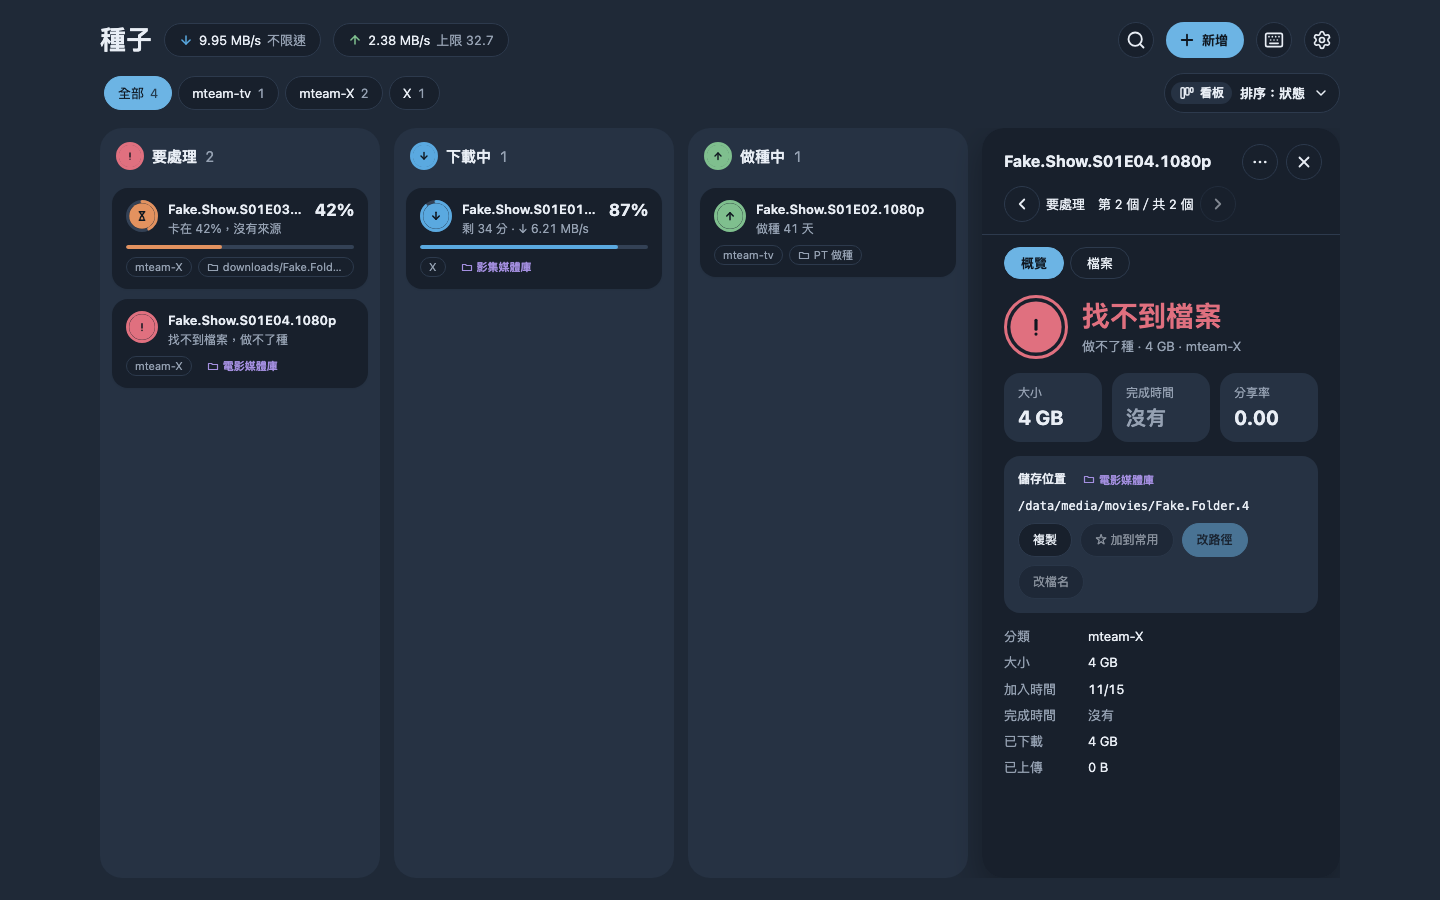 種子
9.95 MB/s 不限速
2.38 MB/s 上限 32.7
新增
全部 4
mteam-tv 1
mteam-X 2
X 1
看板 排序：狀態
要處理 2
Fake.Show.S01E03... 42%
卡在 42%，沒有來源
mteam-X
downloads/Fake.Fold...
Fake.Show.S01E04.1080p
找不到檔案，做不了種
mteam-X
電影媒體庫
下載中 1
Fake.Show.S01E01... 87%
剩 34 分 · ↓ 6.21 MB/s
X
影集媒體庫
做種中 1
Fake.Show.S01E02.1080p
做種 41 天
mteam-tv
PT 做種
Fake.Show.S01E04.1080p
要處理 第 2 個 / 共 2 個
概覽
檔案
找不到檔案
做不了種 · 4 GB · mteam-X
大小
4 GB
完成時間
沒有
分享率
0.00
儲存位置
電影媒體庫
/data/media/movies/Fake.Folder.4
複製
加到常用
改路徑
改檔名
分類 mteam-X
大小 4 GB
加入時間 11/15
完成時間 沒有
已下載 4 GB
已上傳 0 B